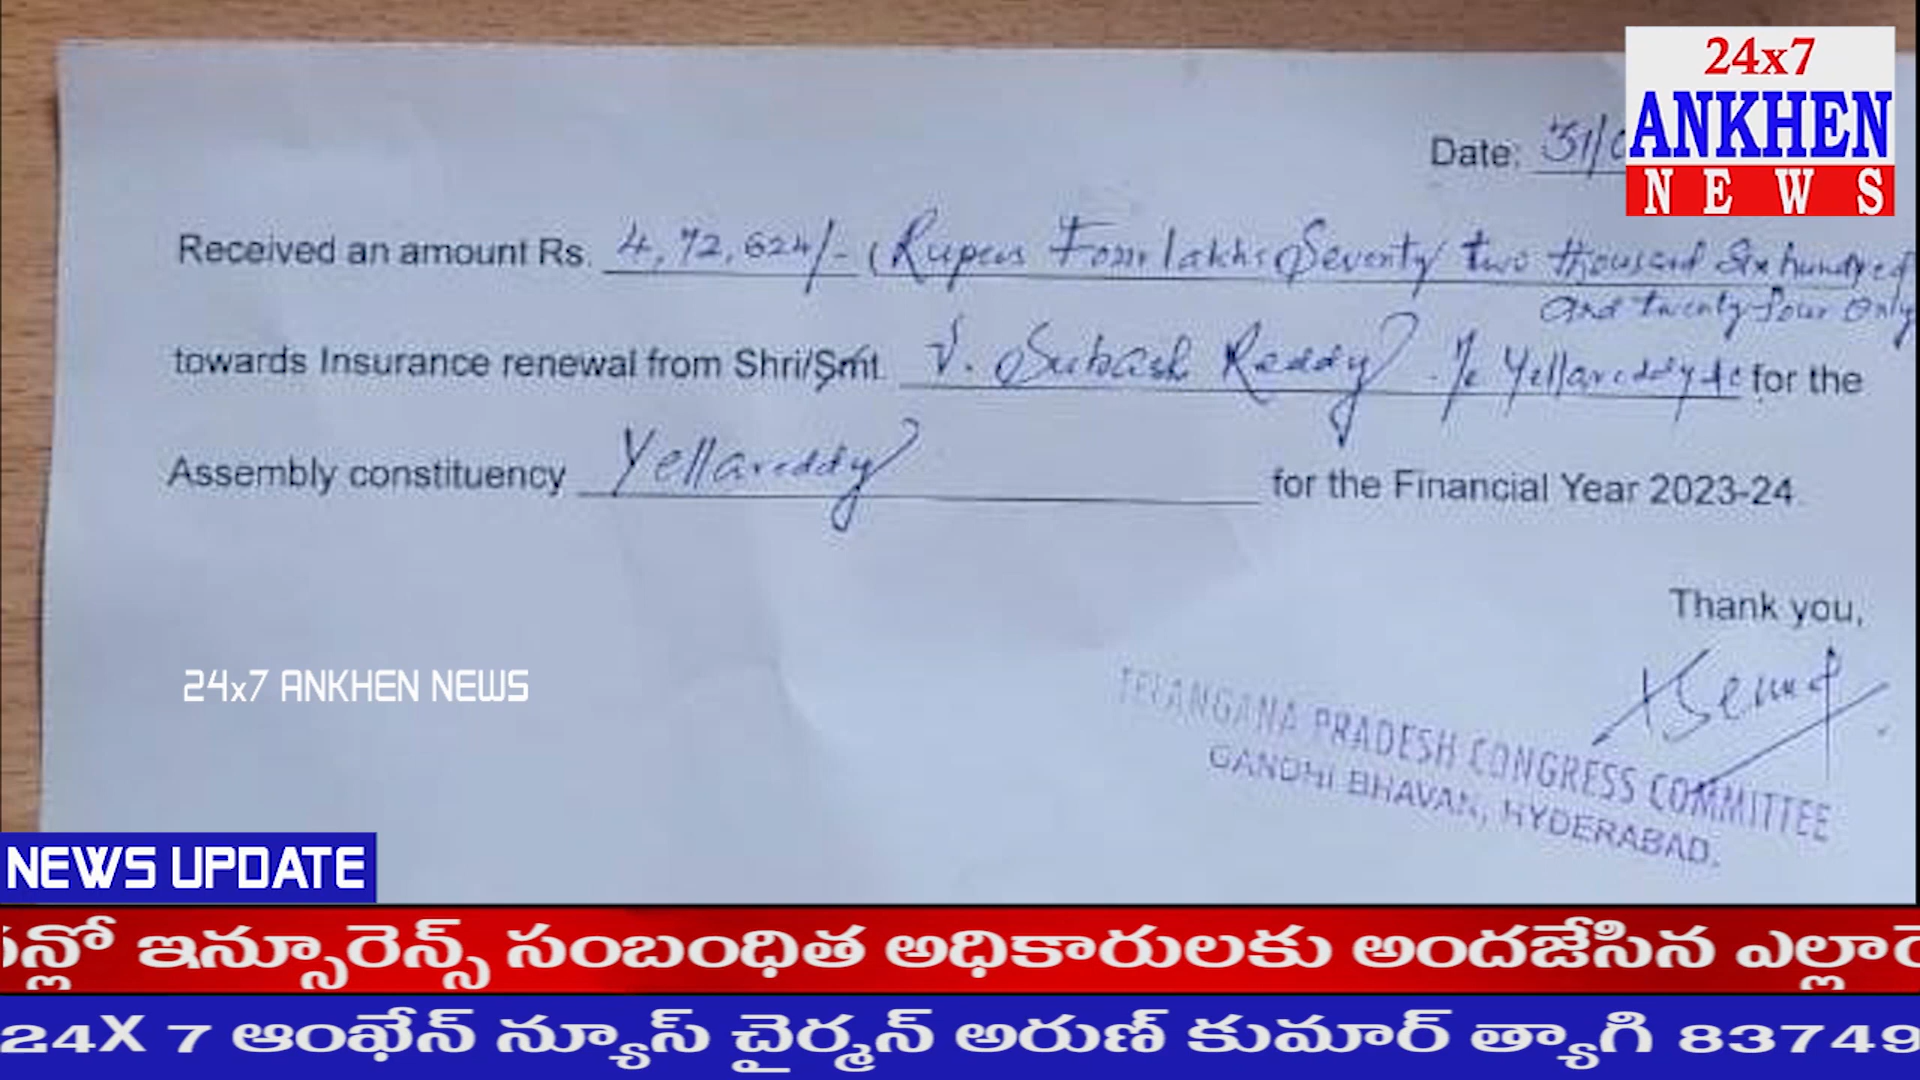 24x7
ANKHEN
NEWS
Date: 31/0
Received an amount Rs. 4,72,624/- (Rupees Four lakhs Seventy two thousand Six hundred
and twenty four Only
towards Insurance renewal from Shri/Smt. V. Subash Reddy Yellareddy for the
Assembly constituency Yellareddy for the Financial Year 2023-24.
Thank you,
TELANGANA PRADESH CONGRESS COMMITTEE
GANDHI BHAVAN, HYDERABAD.
24x7 ANKHEN NEWS
NEWS UPDATE
ఇన్సూరెన్స్ సంబంధిత అధికారులకు అందజేసిన ఎల్లారె
24X 7 ఆంఖేన్ న్యూస్ చైర్మన్ అరుణ్ కుమార్ త్యాగి 83749